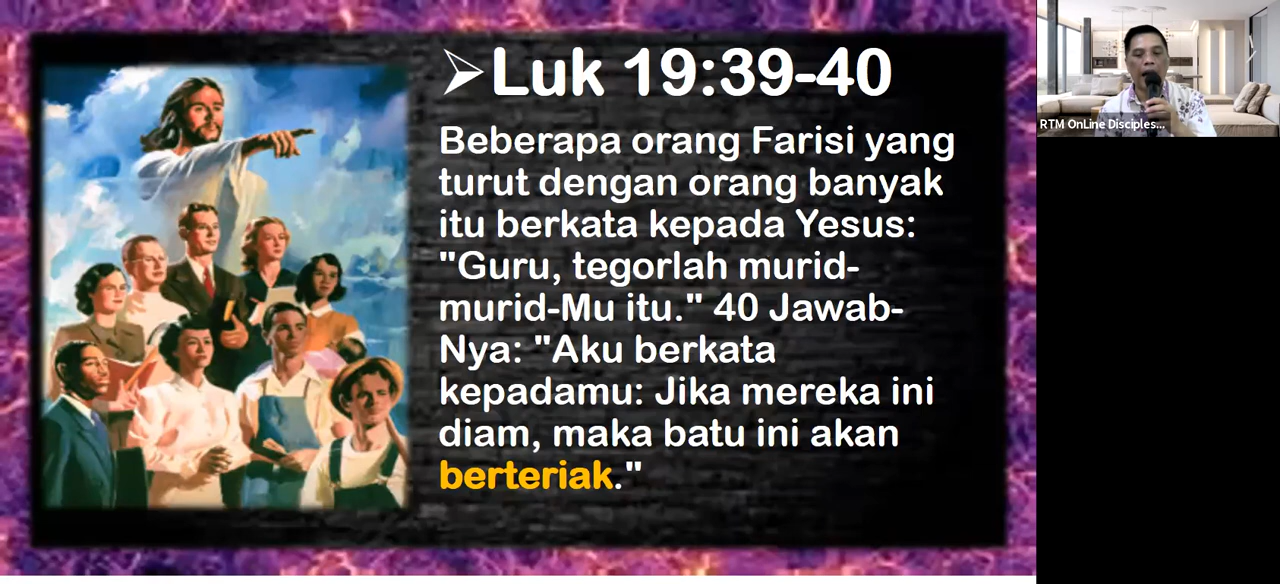 ➢Luk 19:39-40
Beberapa orang Farisi yang
turut dengan orang banyak
itu berkata kepada Yesus:
"Guru, tegorlah murid-
murid-Mu itu." 40 Jawab-
Nya: "Aku berkata
kepadamu: Jika mereka ini
diam, maka batu ini akan
berteriak."
RTM OnLine Disciples...